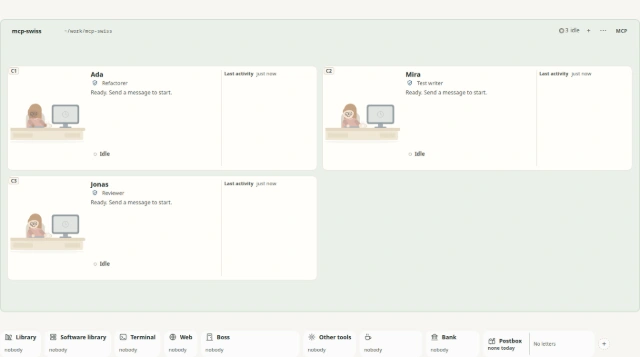 mcp-swiss ~/work/mcp-swiss 3 idle + ... MCP
C1
Ada
Refactorer
Ready. Send a message to start.
Idle
Last activity just now
C2
Mira
Test writer
Ready. Send a message to start.
Idle
Last activity just now
C3
Jonas
Reviewer
Ready. Send a message to start.
Idle
Last activity just now
Library
nobody
Software library
nobody
Terminal
nobody
Web
nobody
Boss
nobody
Other tools
nobody
nobody
Bank
nobody
Postbox
none today
No letters
+